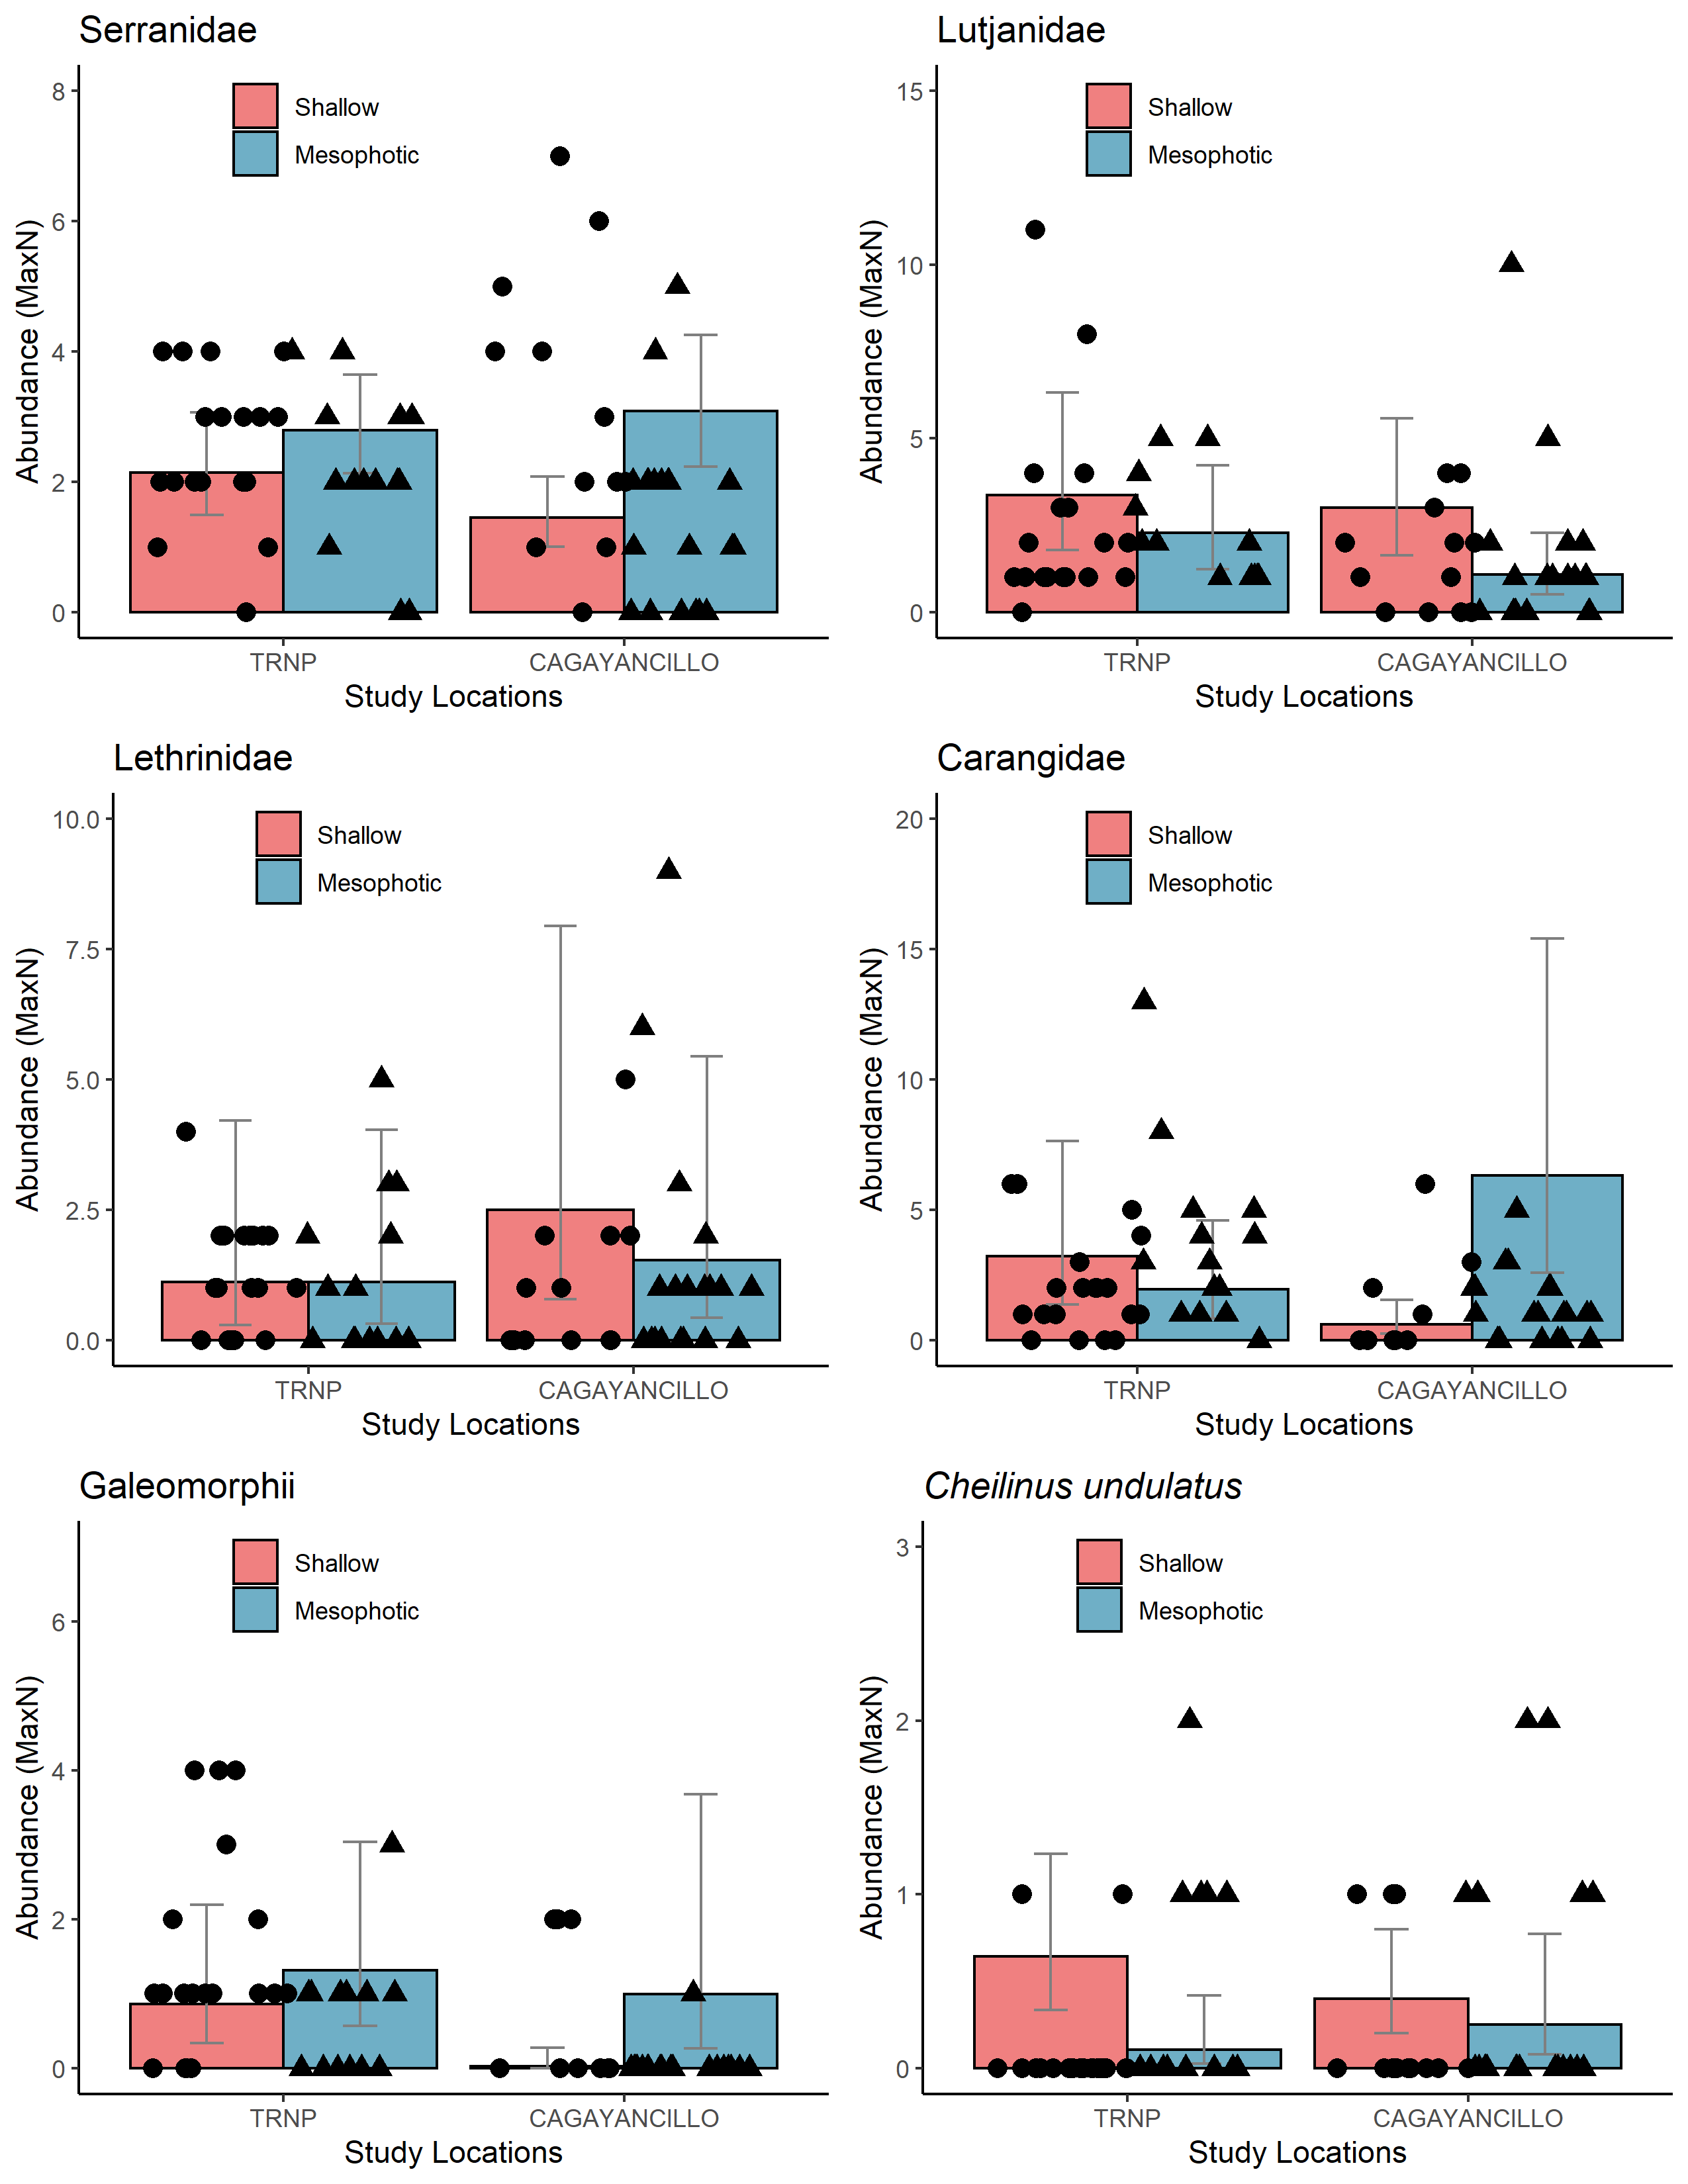 Serranidae
8
6
4
2
0
Abundance (MaxN)
Shallow
Mesophotic
TRNP
CAGAYANCILLO
Study Locations
Lutjanidae
15
10
5
0
Abundance (MaxN)
Shallow
Mesophotic
TRNP
CAGAYANCILLO
Study Locations
Lethrinidae
10.0
7.5
5.0
2.5
0.0
Abundance (MaxN)
Shallow
Mesophotic
TRNP
CAGAYANCILLO
Study Locations
Carangidae
20
15
10
5
0
Abundance (MaxN)
Shallow
Mesophotic
TRNP
CAGAYANCILLO
Study Locations
Galeomorphii
6
4
2
0
Abundance (MaxN)
Shallow
Mesophotic
TRNP
CAGAYANCILLO
Study Locations
Cheilinus undulatus
3
2
1
0
Abundance (MaxN)
Shallow
Mesophotic
TRNP
CAGAYANCILLO
Study Locations